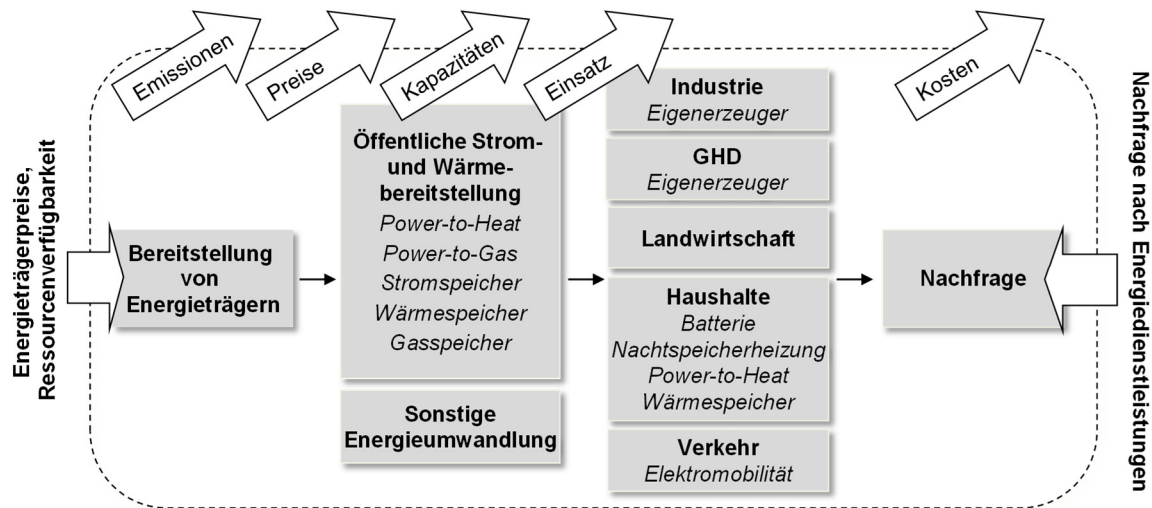 Emissionen
Preise
Kapazitäten
Einsatz
Kosten
Energieträgerpreise,
Ressourcenverfügbarkeit
Bereitstellung
von
Energieträgern
Öffentliche Strom-
und Wärme-
bereitstellung
Power-to-Heat
Power-to-Gas
Stromspeicher
Wärmespeicher
Gasspeicher
Sonstige
Energieumwandlung
Industrie
Eigenerzeuger
GHD
Eigenerzeuger
Landwirtschaft
Haushalte
Batterie
Nachtspeicherheizung
Power-to-Heat
Wärmespeicher
Verkehr
Elektromobilität
Nachfrage
Nachfrage nach Energiedienstleistungen